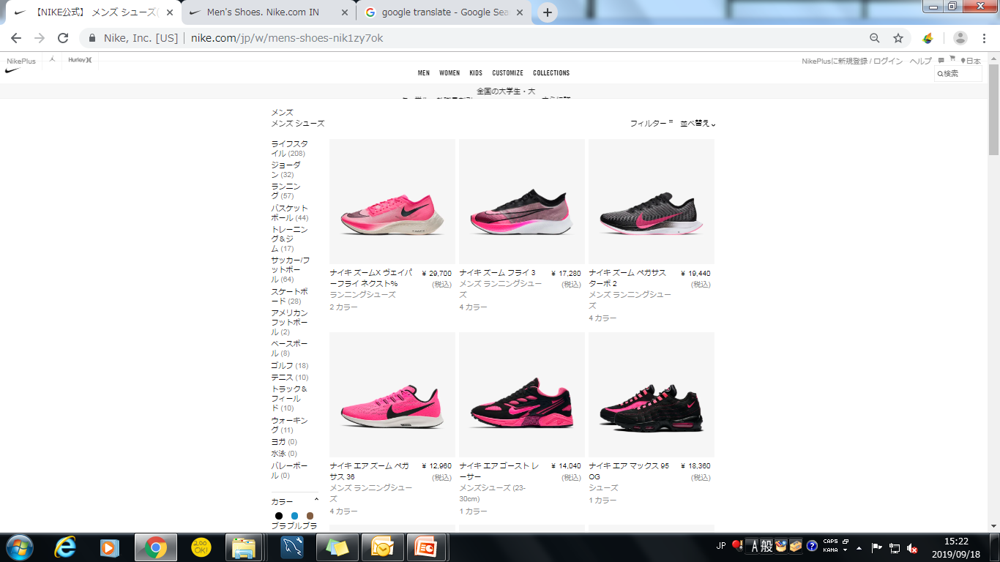 【NIKE公式】 メンズ シューズ(
Men's Shoes. Nike.com IN
google translate - Google Sea
Nike, Inc. [US] | nike.com/jp/w/mens-shoes-nik1zy7ok
NikePlus
Hurley
NikePlusに新規登録 / ログイン ヘルプ 日本
MEN WOMEN KIDS CUSTOMIZE COLLECTIONS
検索
全国の大学生・大
メンズ
メンズ シューズ
フィルター 並べ替え
ライフスタ
イル (208)
ジョーダ
ン (32)
ランニン
グ (57)
バスケット
ボール (44)
トレーニン
グ&ジ
ム (17)
サッカー/フ
ットボー
ル (64)
スケートボ
ード (28)
アメリカン
フットボー
ル (2)
ベースボー
ル (8)
ゴルフ (18)
テニス (10)
トラック&
フィール
ド (10)
ウォーキン
グ (11)
ヨガ (0)
水泳 (0)
バレーボー
ル (0)
カラー
ブラブルブラ
ナイキ ズームX ヴェイパ
ーフライ ネクスト%
¥ 29,700
(税込)
ランニングシューズ
2 カラー
ナイキ ズーム フライ 3
¥ 17,280
(税込)
メンズ ランニングシュー
ズ
4 カラー
ナイキ ズーム ペガサス
ターボ 2
¥ 19,440
(税込)
メンズ ランニングシュー
ズ
4 カラー
ナイキ エア ズーム ペガ
サス 36
¥ 12,960
(税込)
メンズ ランニングシュー
ズ
4 カラー
ナイキ エア ゴースト レ
ーサー
¥ 14,040
(税込)
メンズシューズ (23-
30cm)
1 カラー
ナイキ エア マックス 95
OG
¥ 18,360
(税込)
シューズ
1 カラー
2:00
OK!
JP
A 般
CAPS
KANA
15:22
2019/09/18